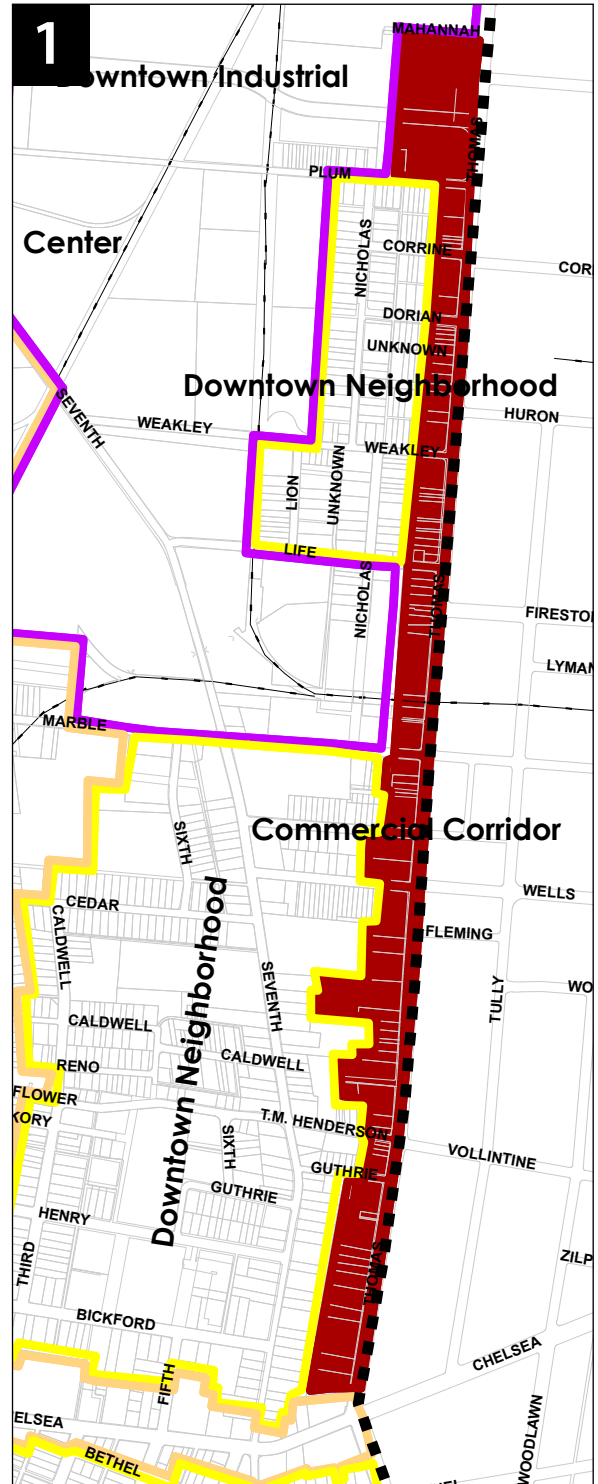 1
MAHANNAH
Downtown Industrial
THOMAS
PLUM
Center
NICHOLAS
CORRINE
COR
DORIAN
UNKNOWN
Downtown Neighborhood
SEVENTH
HURON
WEAKLEY
WEAKLEY
LION
UNKNOWN
LIFE
NICHOLAS
THOMAS
FIRESTO
LYMAN
MARBLE
SIXTH
Commercial Corridor
CEDAR
WELLS
CALDWELL
FLEMING
Downtown Neighborhood
SEVENTH
TULLY
WO
CALDWELL
CALDWELL
RENO
FLOWER
KORY
T.M. HENDERSON
SIXTH
VOLLINTINE
GUTHRIE
GUTHRIE
HENRY
THIRD
THOMAS
ZILP
BICKFORD
CHELSEA
FIFTH
ELSEA
WOODLAWN
BETHEL